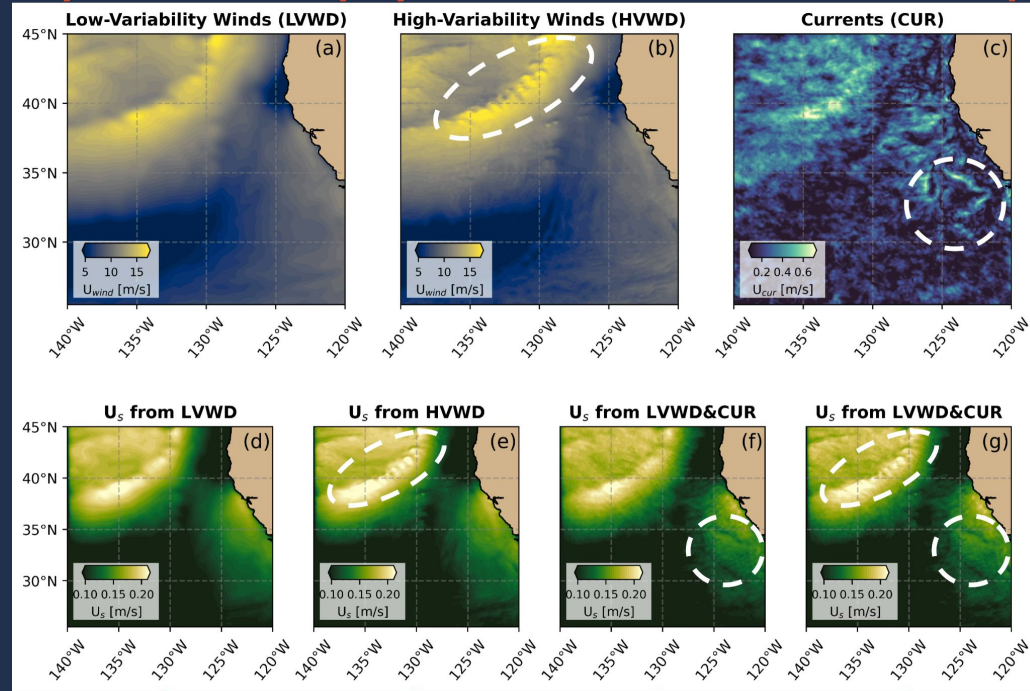 Low-Variability Winds (LVWD) High-Variability Winds (HVWD) Currents (CUR)
45°N (a) (b) (c)
40°N
35°N
30°N
5 10 15 5 10 15 0.2 0.4 0.6
U_wind [m/s] U_wind [m/s] U_cur [m/s]
140°W 135°W 130°W 125°W 120°W 140°W 135°W 130°W 125°W 120°W 140°W 135°W 130°W 125°W 120°W
U_s from LVWD U_s from HVWD U_s from LVWD&CUR U_s from LVWD&CUR
45°N (d) (e) (f) (g)
40°N
35°N
30°N
0.10 0.15 0.20 0.10 0.15 0.20 0.10 0.15 0.20 0.10 0.15 0.20
U_s [m/s] U_s [m/s] U_s [m/s] U_s [m/s]
140°W 135°W 130°W 125°W 120°W 140°W 135°W 130°W 125°W 120°W 140°W 135°W 130°W 125°W 120°W 140°W 135°W 130°W 125°W 120°W